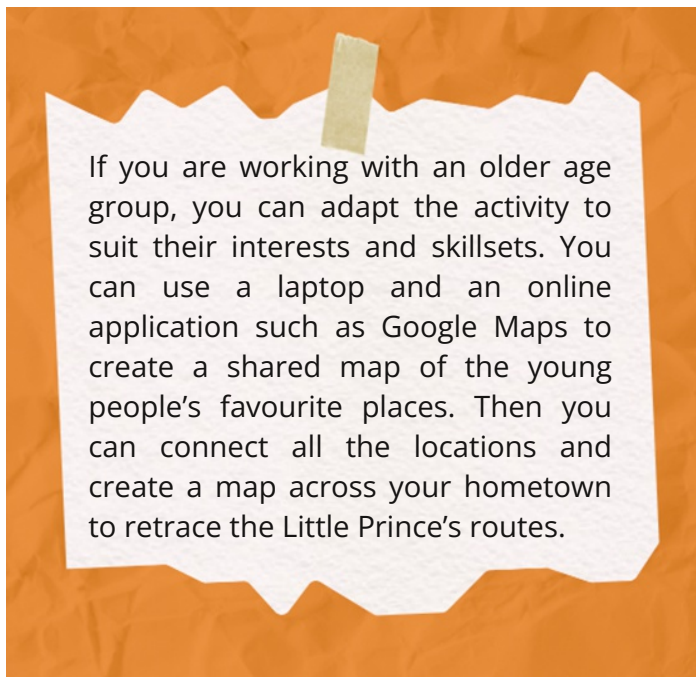 If you are working with an older age
group, you can adapt the activity to
suit their interests and skillsets. You
can use a laptop and an online
application such as Google Maps to
create a shared map of the young
people’s favourite places. Then you
can connect all the locations and
create a map across your hometown
to retrace the Little Prince’s routes.